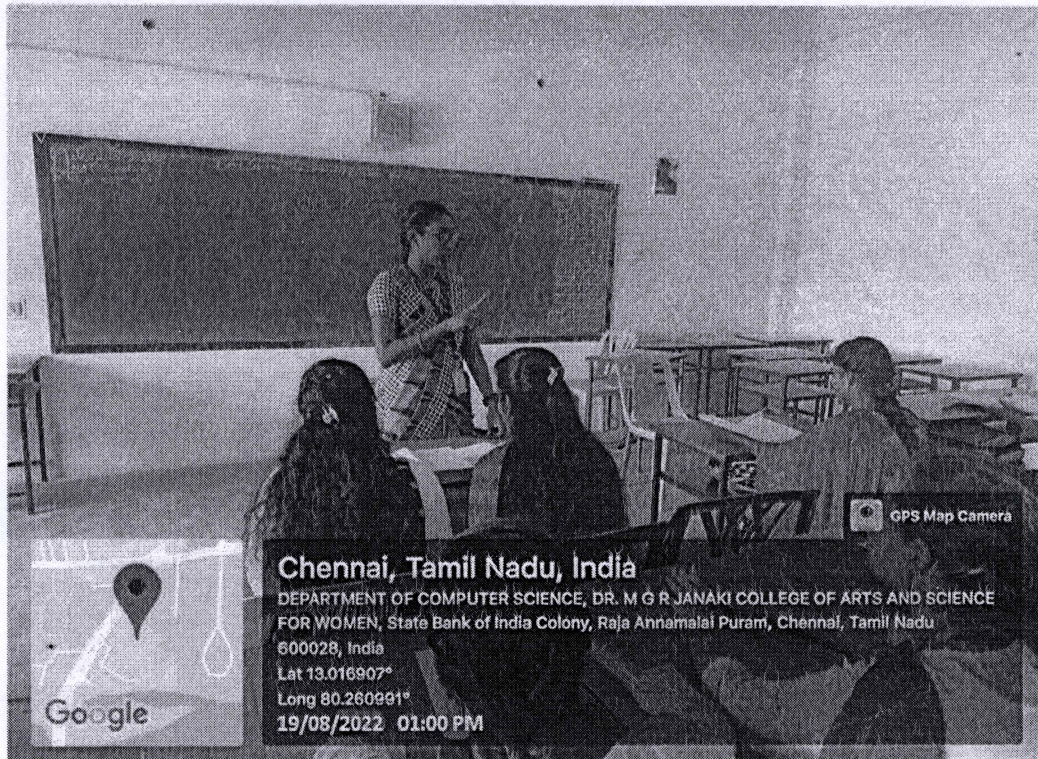 GPS Map Camera
Chennai, Tamil Nadu, India
DEPARTMENT OF COMPUTER SCIENCE, DR. M G R JANAKI COLLEGE OF ARTS AND SCIENCE
FOR WOMEN, State Bank of India Colony, Raja Annamalai Puram, Chennai, Tamil Nadu
600028, India
Lat 13.016907°
Long 80.260991°
19/08/2022 01:00 PM
Google